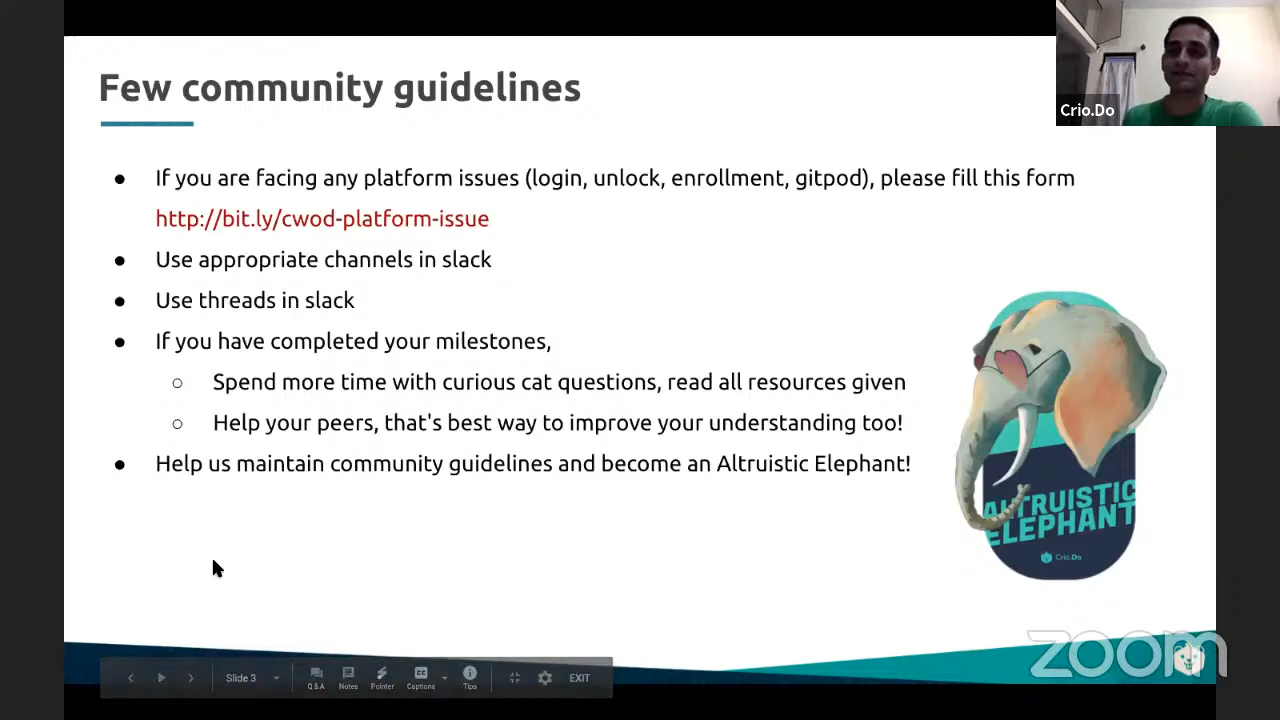 Few community guidelines
Crio.Do
● If you are facing any platform issues (login, unlock, enrollment, gitpod), please fill this form
http://bit.ly/cwod-platform-issue
● Use appropriate channels in slack
● Use threads in slack
● If you have completed your milestones,
○ Spend more time with curious cat questions, read all resources given
○ Help your peers, that's best way to improve your understanding too!
● Help us maintain community guidelines and become an Altruistic Elephant!
ALTRUISTIC
ELEPHANT
Crio.Do
zoom
Slide 3
Q&A
Notes
Pointer
Captions
Tips
EXIT